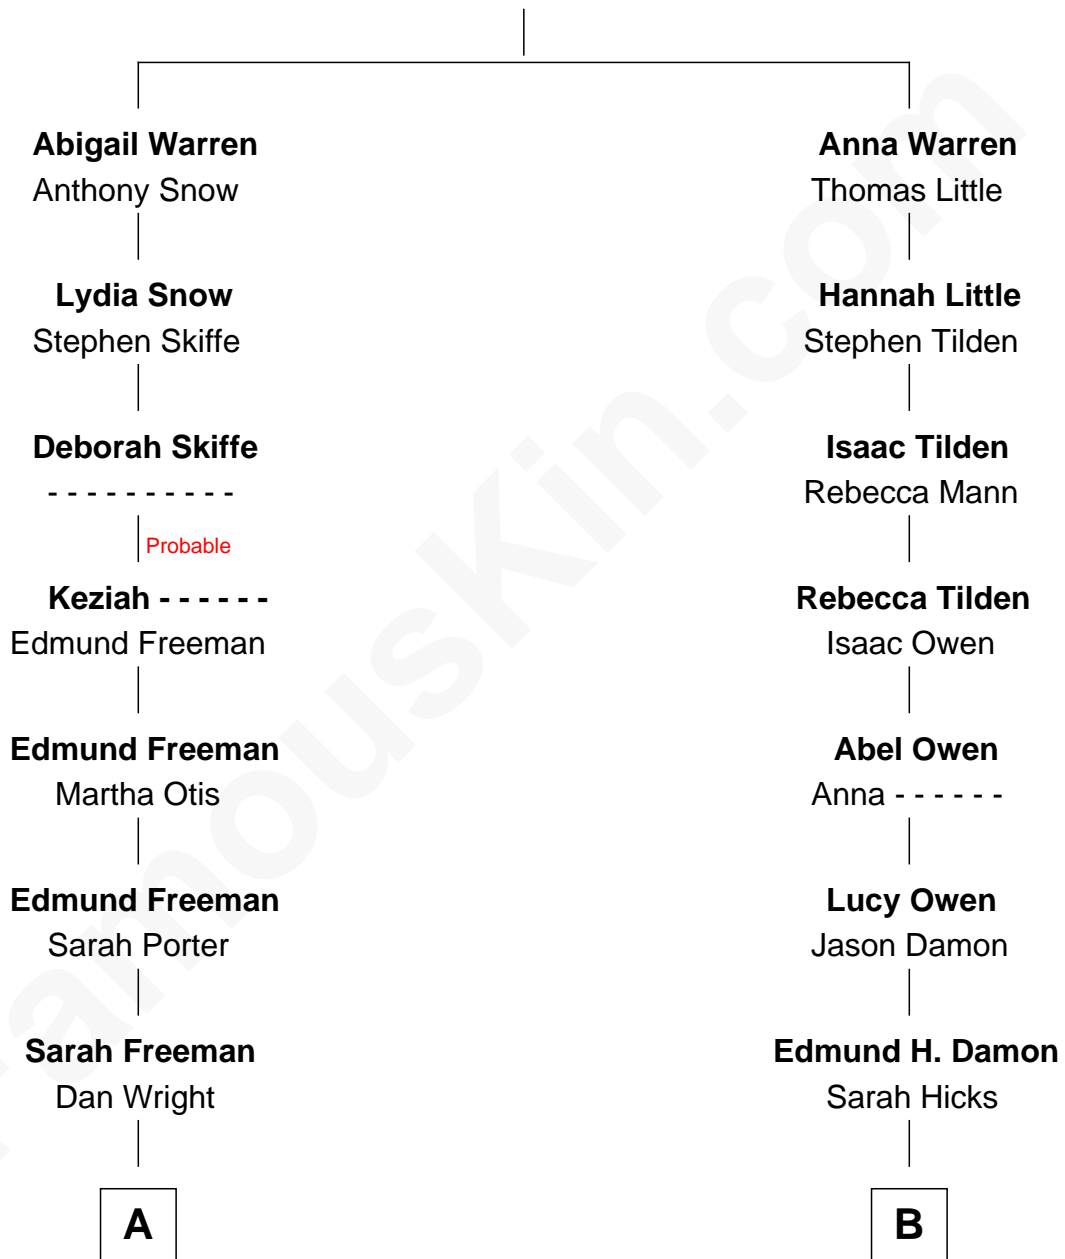 Abigail Warren
Anthony Snow
Anna Warren
Thomas Little
Lydia Snow
Stephen Skiffe
Hannah Little
Stephen Tilden
Deborah Skiffe
- - - - - - - - - -
Isaac Tilden
Rebecca Mann
Probable
Keziah - - - - - -
Edmund Freeman
Rebecca Tilden
Isaac Owen
Edmund Freeman
Martha Otis
Abel Owen
Anna - - - - - -
Edmund Freeman
Sarah Porter
Lucy Owen
Jason Damon
Sarah Freeman
Dan Wright
Edmund H. Damon
Sarah Hicks
A
B
FamousKin.com